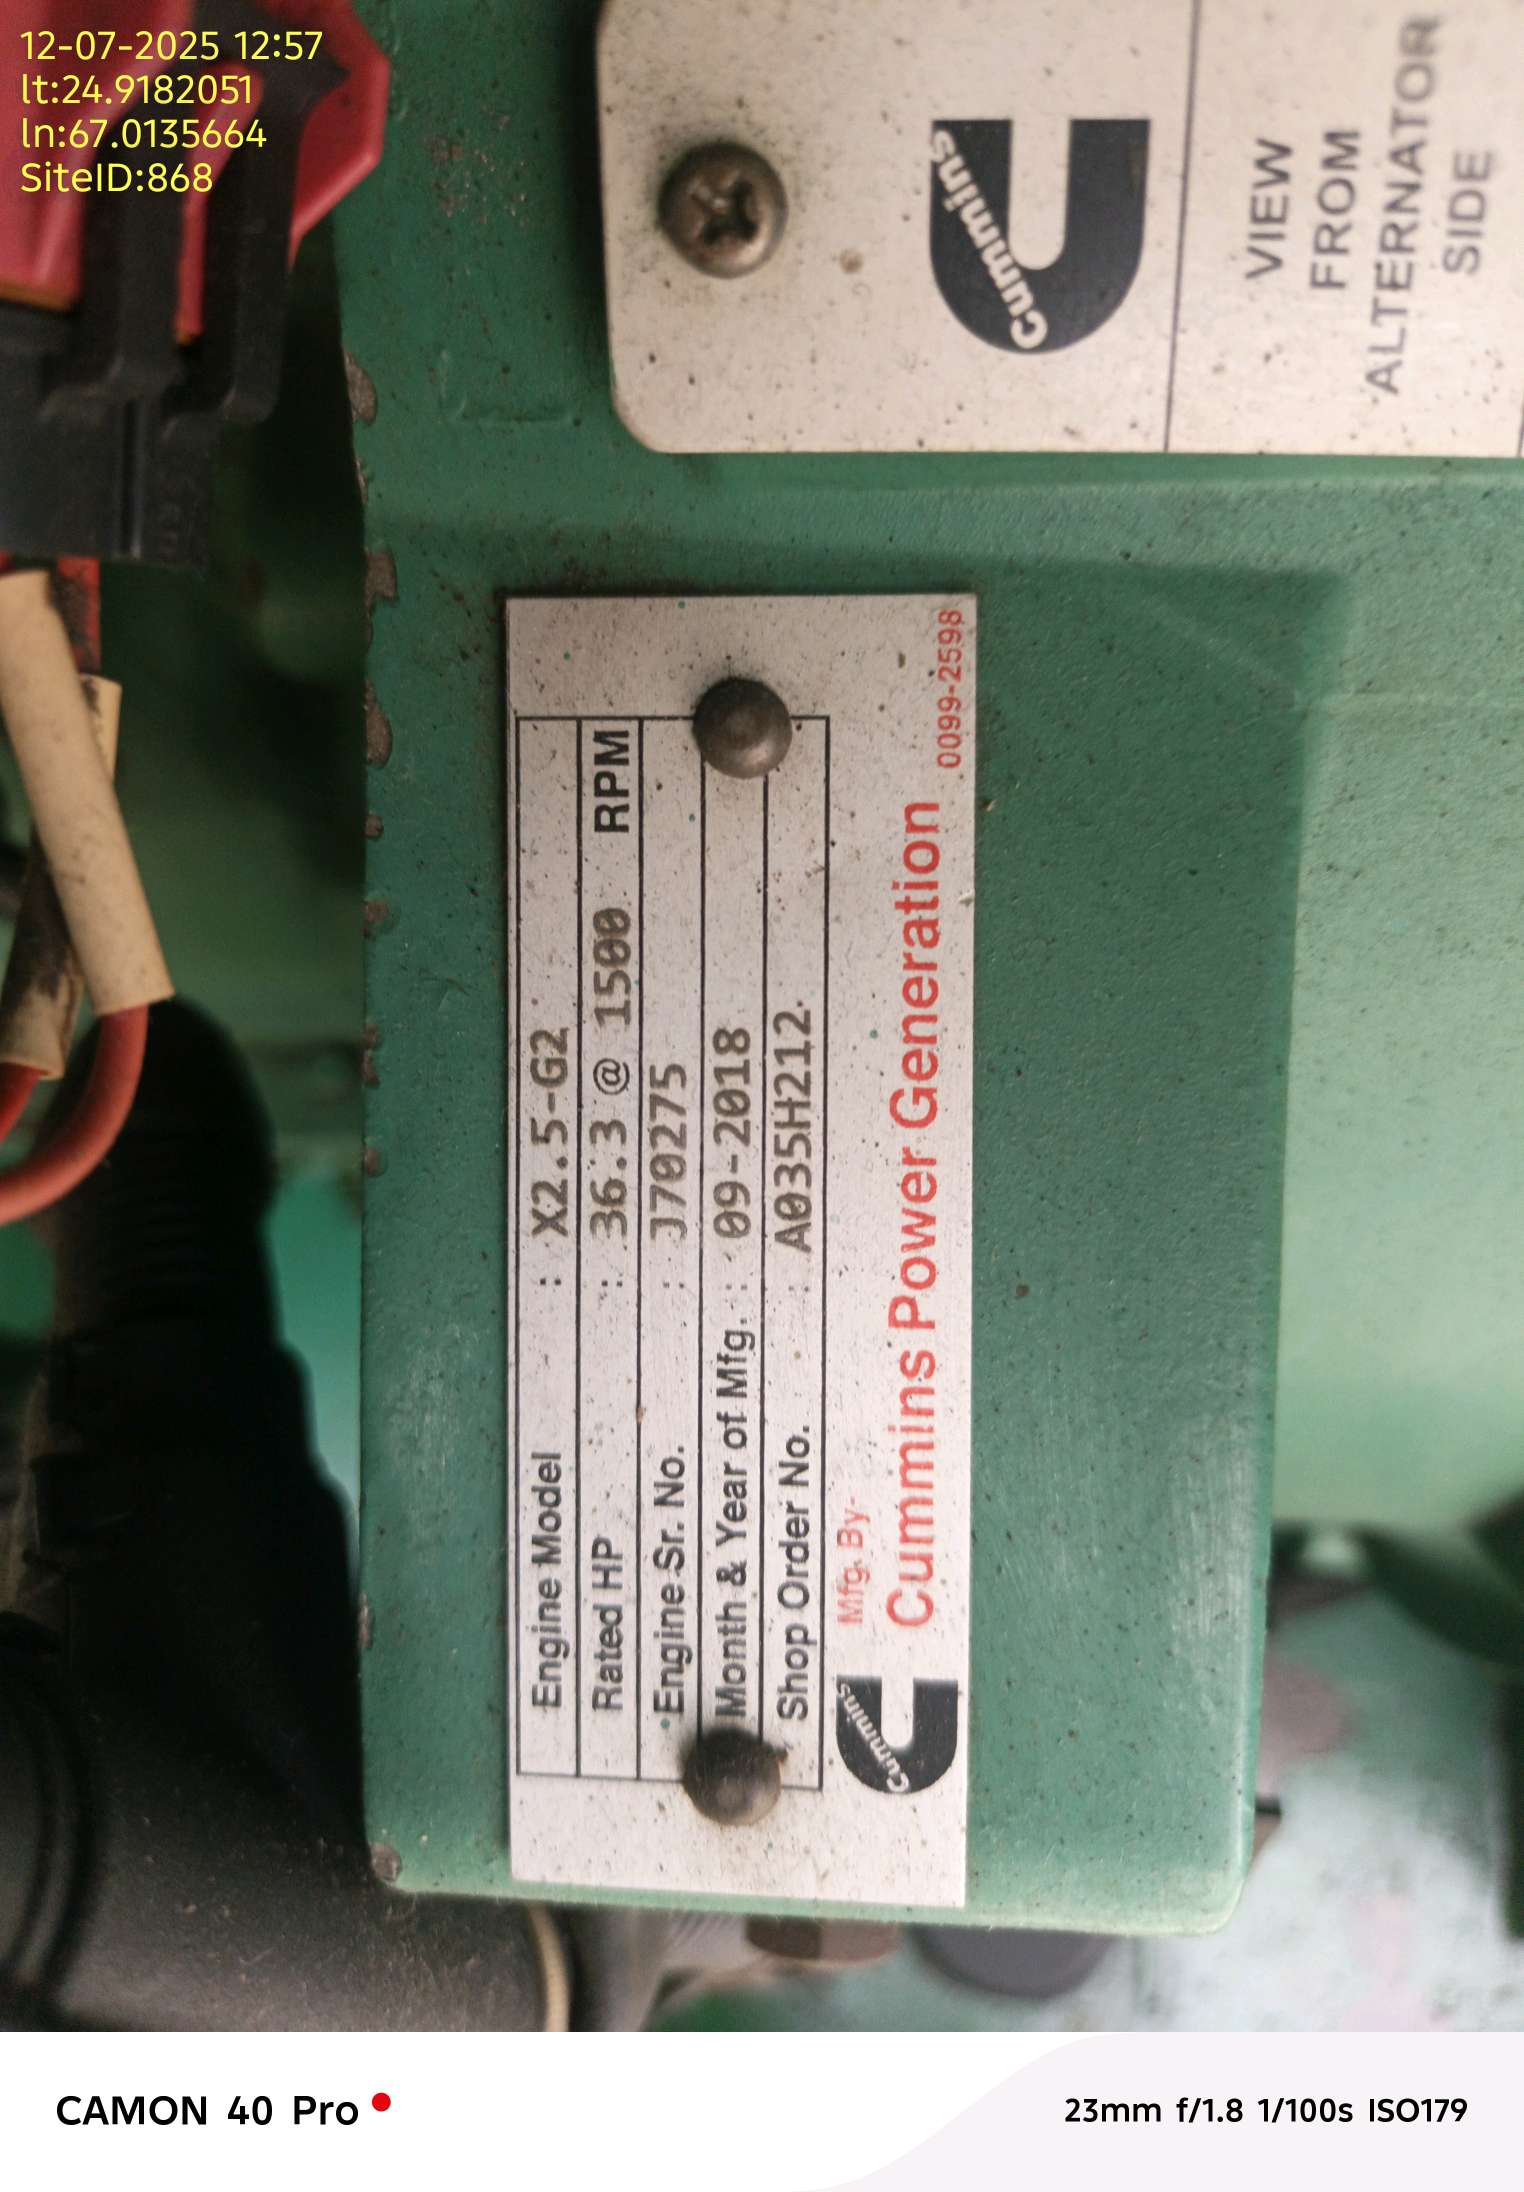 12-07-2025 12:57
lt:24.9182051
ln:67.0135664
SiteID:868
Cummins
VIEW
FROM
ALTERNATOR
SIDE
Engine Model : X2.5-G2
Rated HP : 36.3 @ 1500 RPM
Engine Sr. No. : J70275
Month & Year of Mfg. : 09-2018
Shop Order No. : A035H212
Cummins
Mfg. By-
Cummins Power Generation
0099-2598
CAMON 40 Pro
23mm f/1.8 1/100s ISO179